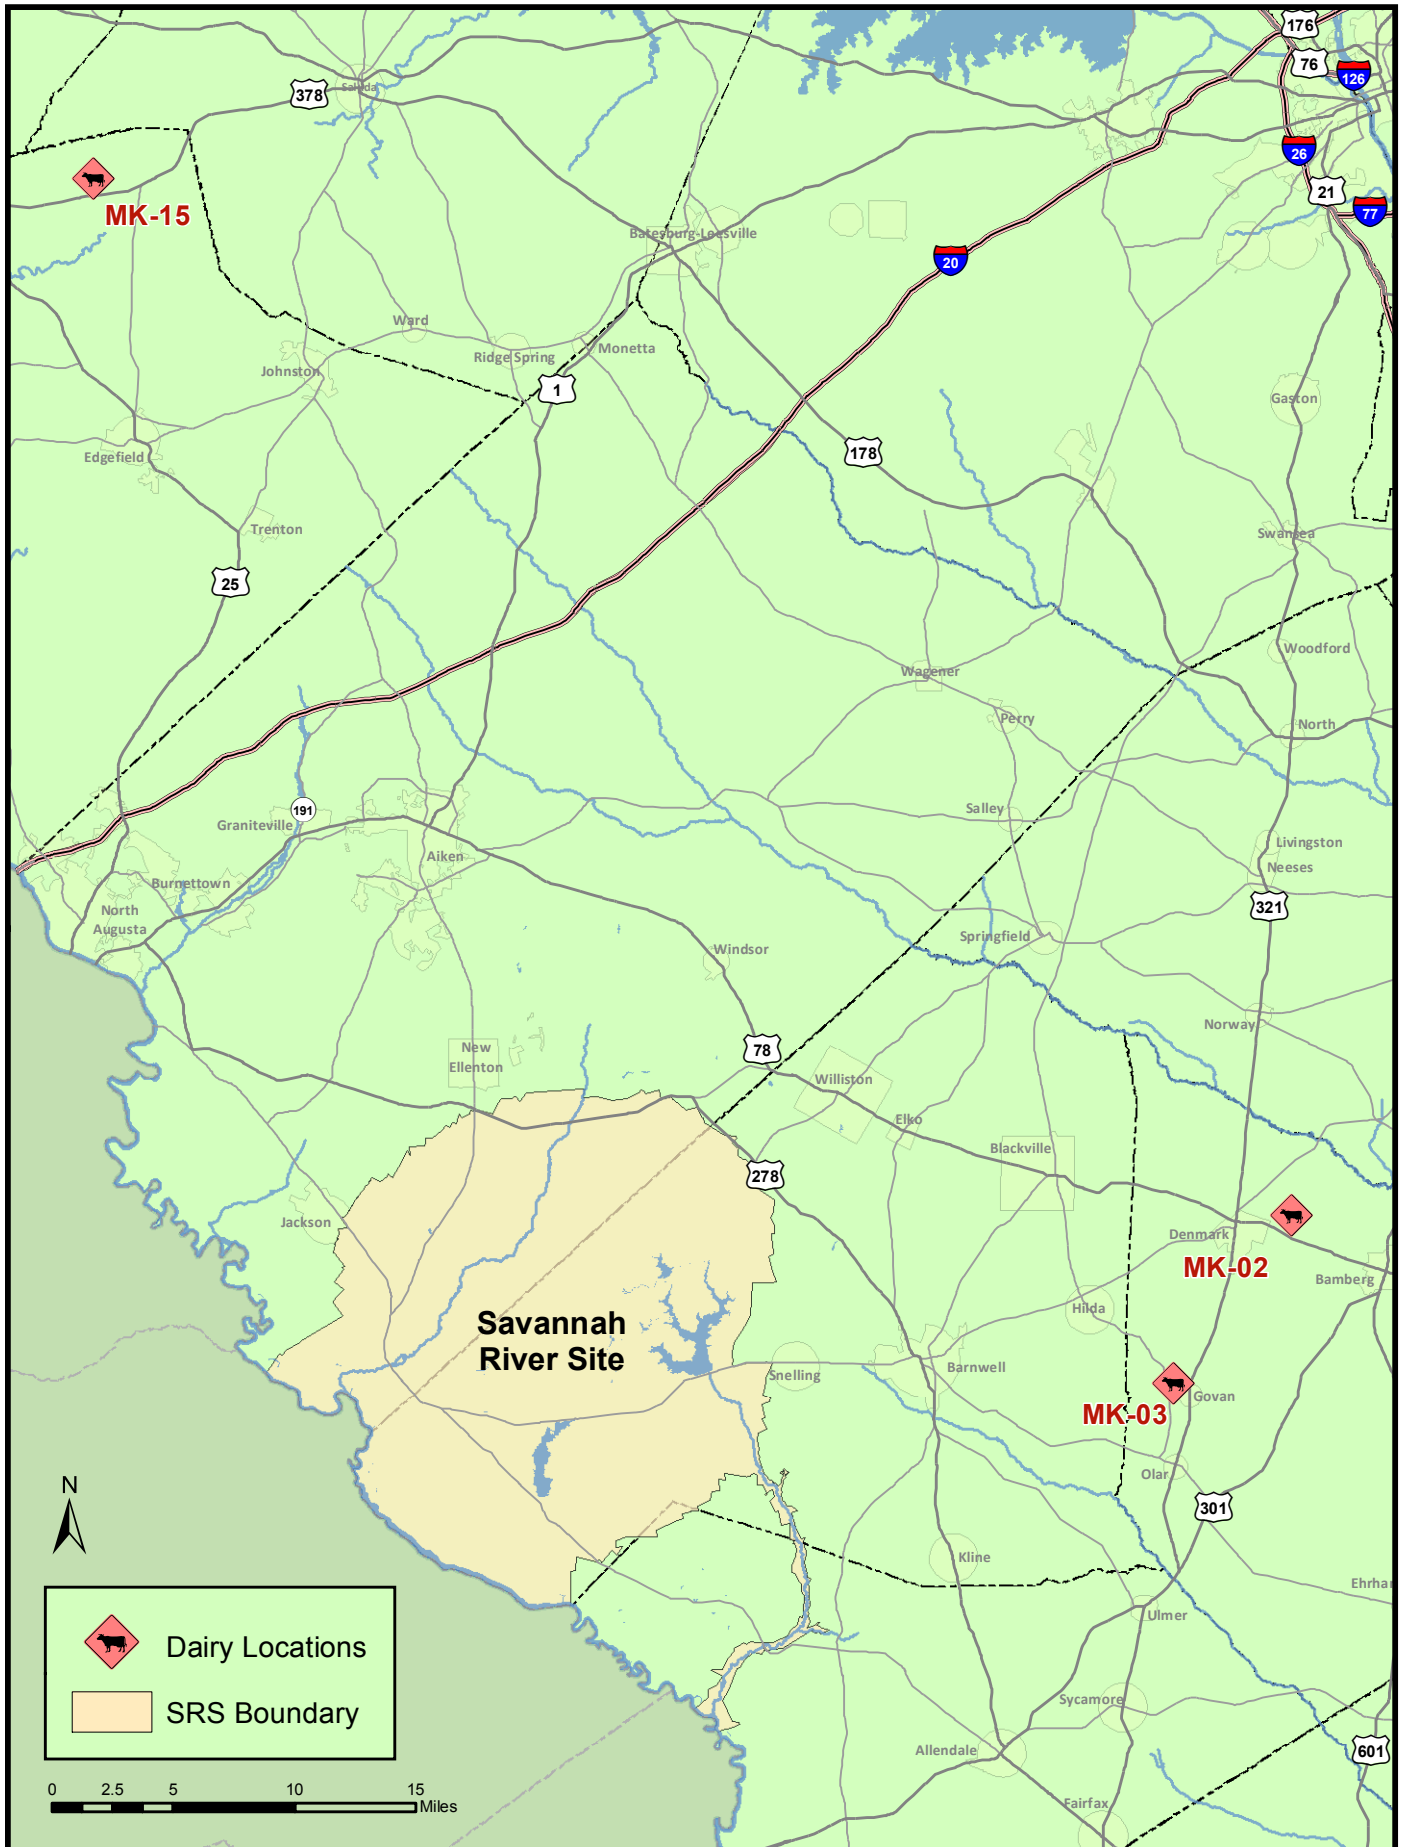 176
76
126
378
Saluda
26
21
77
MK-15
Batesburg-Leesville
20
Ward
Ridge Spring
Monetta
Johnston
1
Gaston
Edgefield
178
Trenton
Swansea
25
Woodford
Wagener
Perry
North
191
Graniteville
Salley
Aiken
Livingston
Neeses
Burnettown
321
North
Augusta
Springfield
Windsor
Norway
New
Ellenton
78
Williston
Elko
Blackville
278
Jackson
Denmark
MK-02
Bamberg
Hilda
Savannah
River Site
Snelling
Barnwell
Govan
MK-03
Olar
N
301
Kline
Ehrhar
Ulmer
Dairy Locations
SRS Boundary
Sycamore
Allendale
601
0 2.5 5 10 15
Miles
Fairfax